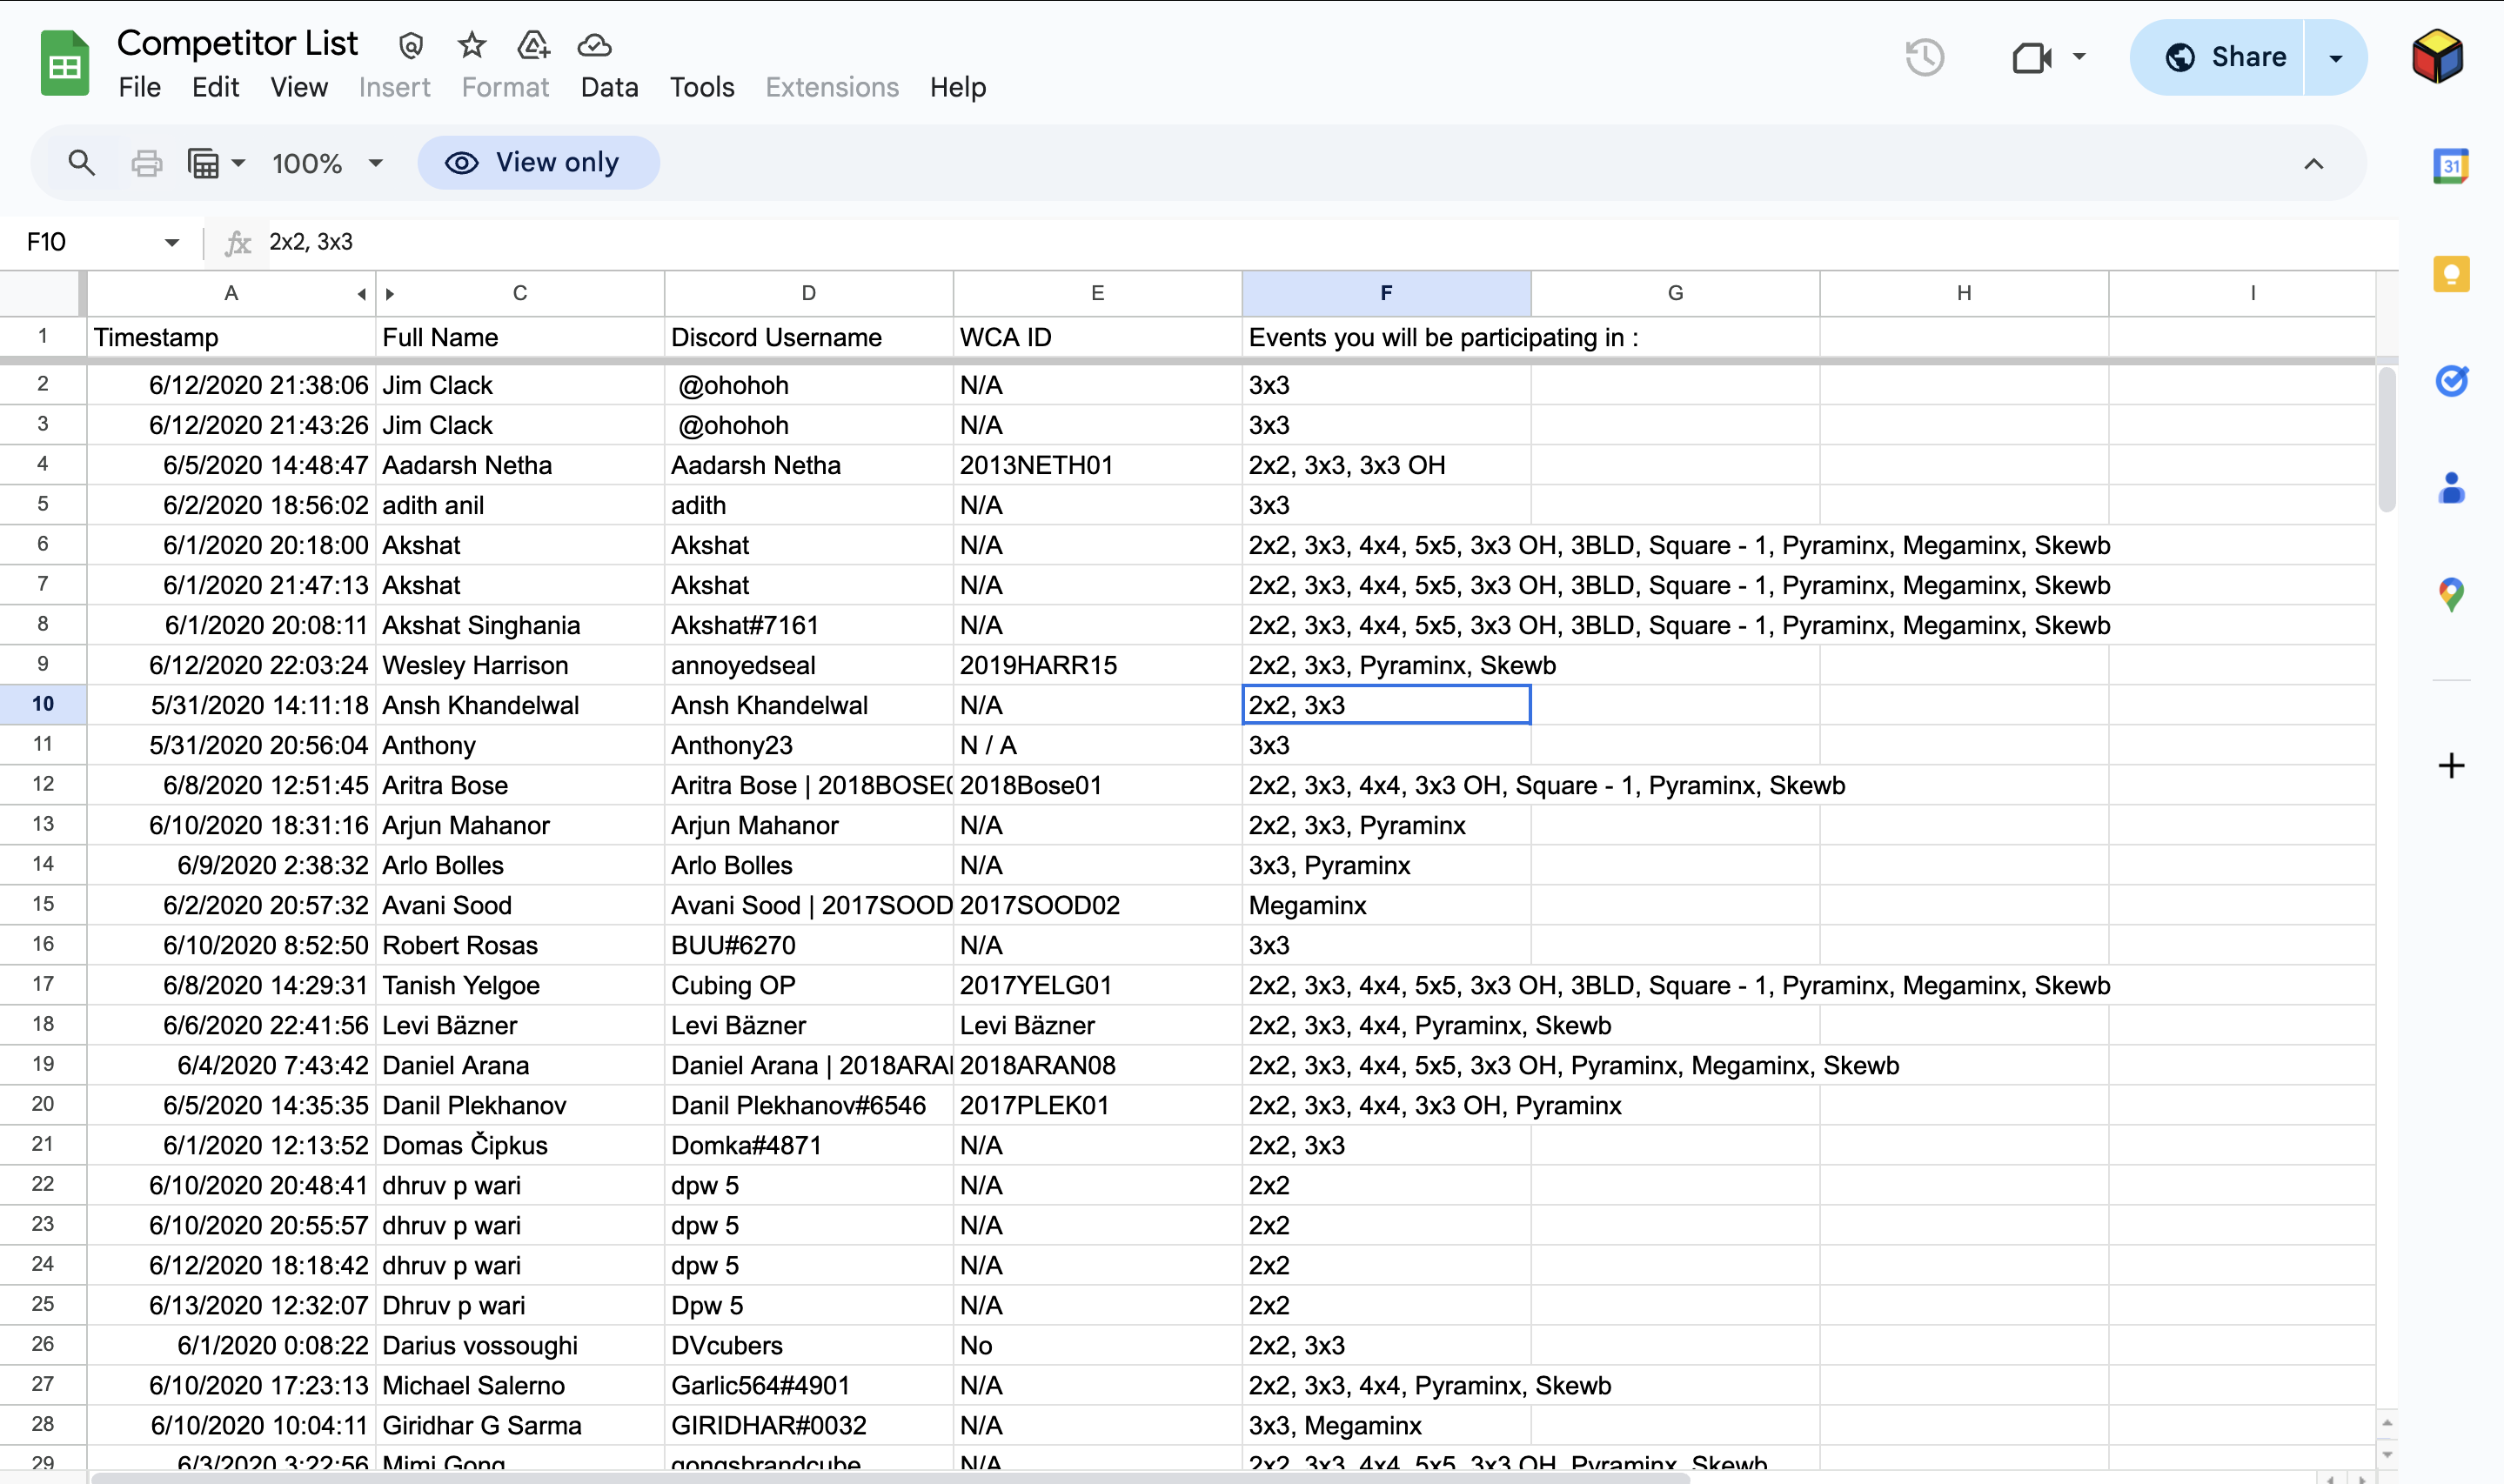 Competitor List
File Edit View Insert Format Data Tools Extensions Help
Share
100% View only
31
F10 fx 2x2, 3x3
A C D E F G H I
1 Timestamp Full Name Discord Username WCA ID Events you will be participating in :
2 6/12/2020 21:38:06 Jim Clack @ohohoh N/A 3x3
3 6/12/2020 21:43:26 Jim Clack @ohohoh N/A 3x3
4 6/5/2020 14:48:47 Aadarsh Netha Aadarsh Netha 2013NETH01 2x2, 3x3, 3x3 OH
5 6/2/2020 18:56:02 adith anil adith N/A 3x3
6 6/1/2020 20:18:00 Akshat Akshat N/A 2x2, 3x3, 4x4, 5x5, 3x3 OH, 3BLD, Square - 1, Pyraminx, Megaminx, Skewb
7 6/1/2020 21:47:13 Akshat Akshat N/A 2x2, 3x3, 4x4, 5x5, 3x3 OH, 3BLD, Square - 1, Pyraminx, Megaminx, Skewb
8 6/1/2020 20:08:11 Akshat Singhania Akshat#7161 N/A 2x2, 3x3, 4x4, 5x5, 3x3 OH, 3BLD, Square - 1, Pyraminx, Megaminx, Skewb
9 6/12/2020 22:03:24 Wesley Harrison annoyedseal 2019HARR15 2x2, 3x3, Pyraminx, Skewb
10 5/31/2020 14:11:18 Ansh Khandelwal Ansh Khandelwal N/A 2x2, 3x3
11 5/31/2020 20:56:04 Anthony Anthony23 N / A 3x3
12 6/8/2020 12:51:45 Aritra Bose Aritra Bose | 2018BOSE0 2018Bose01 2x2, 3x3, 4x4, 3x3 OH, Square - 1, Pyraminx, Skewb
13 6/10/2020 18:31:16 Arjun Mahanor Arjun Mahanor N/A 2x2, 3x3, Pyraminx
14 6/9/2020 2:38:32 Arlo Bolles Arlo Bolles N/A 3x3, Pyraminx
15 6/2/2020 20:57:32 Avani Sood Avani Sood | 2017SOOD 2017SOOD02 Megaminx
16 6/10/2020 8:52:50 Robert Rosas BUU#6270 N/A 3x3
17 6/8/2020 14:29:31 Tanish Yelgoe Cubing OP 2017YELG01 2x2, 3x3, 4x4, 5x5, 3x3 OH, 3BLD, Square - 1, Pyraminx, Megaminx, Skewb
18 6/6/2020 22:41:56 Levi Bäzner Levi Bäzner Levi Bäzner 2x2, 3x3, 4x4, Pyraminx, Skewb
19 6/4/2020 7:43:42 Daniel Arana Daniel Arana | 2018ARA 2018ARAN08 2x2, 3x3, 4x4, 5x5, 3x3 OH, Pyraminx, Megaminx, Skewb
20 6/5/2020 14:35:35 Danil Plekhanov Danil Plekhanov#6546 2017PLEK01 2x2, 3x3, 4x4, 3x3 OH, Pyraminx
21 6/1/2020 12:13:52 Domas Čipkus Domka#4871 N/A 2x2, 3x3
22 6/10/2020 20:48:41 dhruv p wari dpw 5 N/A 2x2
23 6/10/2020 20:55:57 dhruv p wari dpw 5 N/A 2x2
24 6/12/2020 18:18:42 dhruv p wari dpw 5 N/A 2x2
25 6/13/2020 12:32:07 Dhruv p wari Dpw 5 N/A 2x2
26 6/1/2020 0:08:22 Darius vossoughi DVcubers No 2x2, 3x3
27 6/10/2020 17:23:13 Michael Salerno Garlic564#4901 N/A 2x2, 3x3, 4x4, Pyraminx, Skewb
28 6/10/2020 10:04:11 Giridhar G Sarma GIRIDHAR#0032 N/A 3x3, Megaminx
29 6/3/2020 3:22:56 Mimi Gong gongsbrandcube N/A 2x2, 3x3, 4x4, 5x5, 3x3 OH, Pyraminx, Skewb